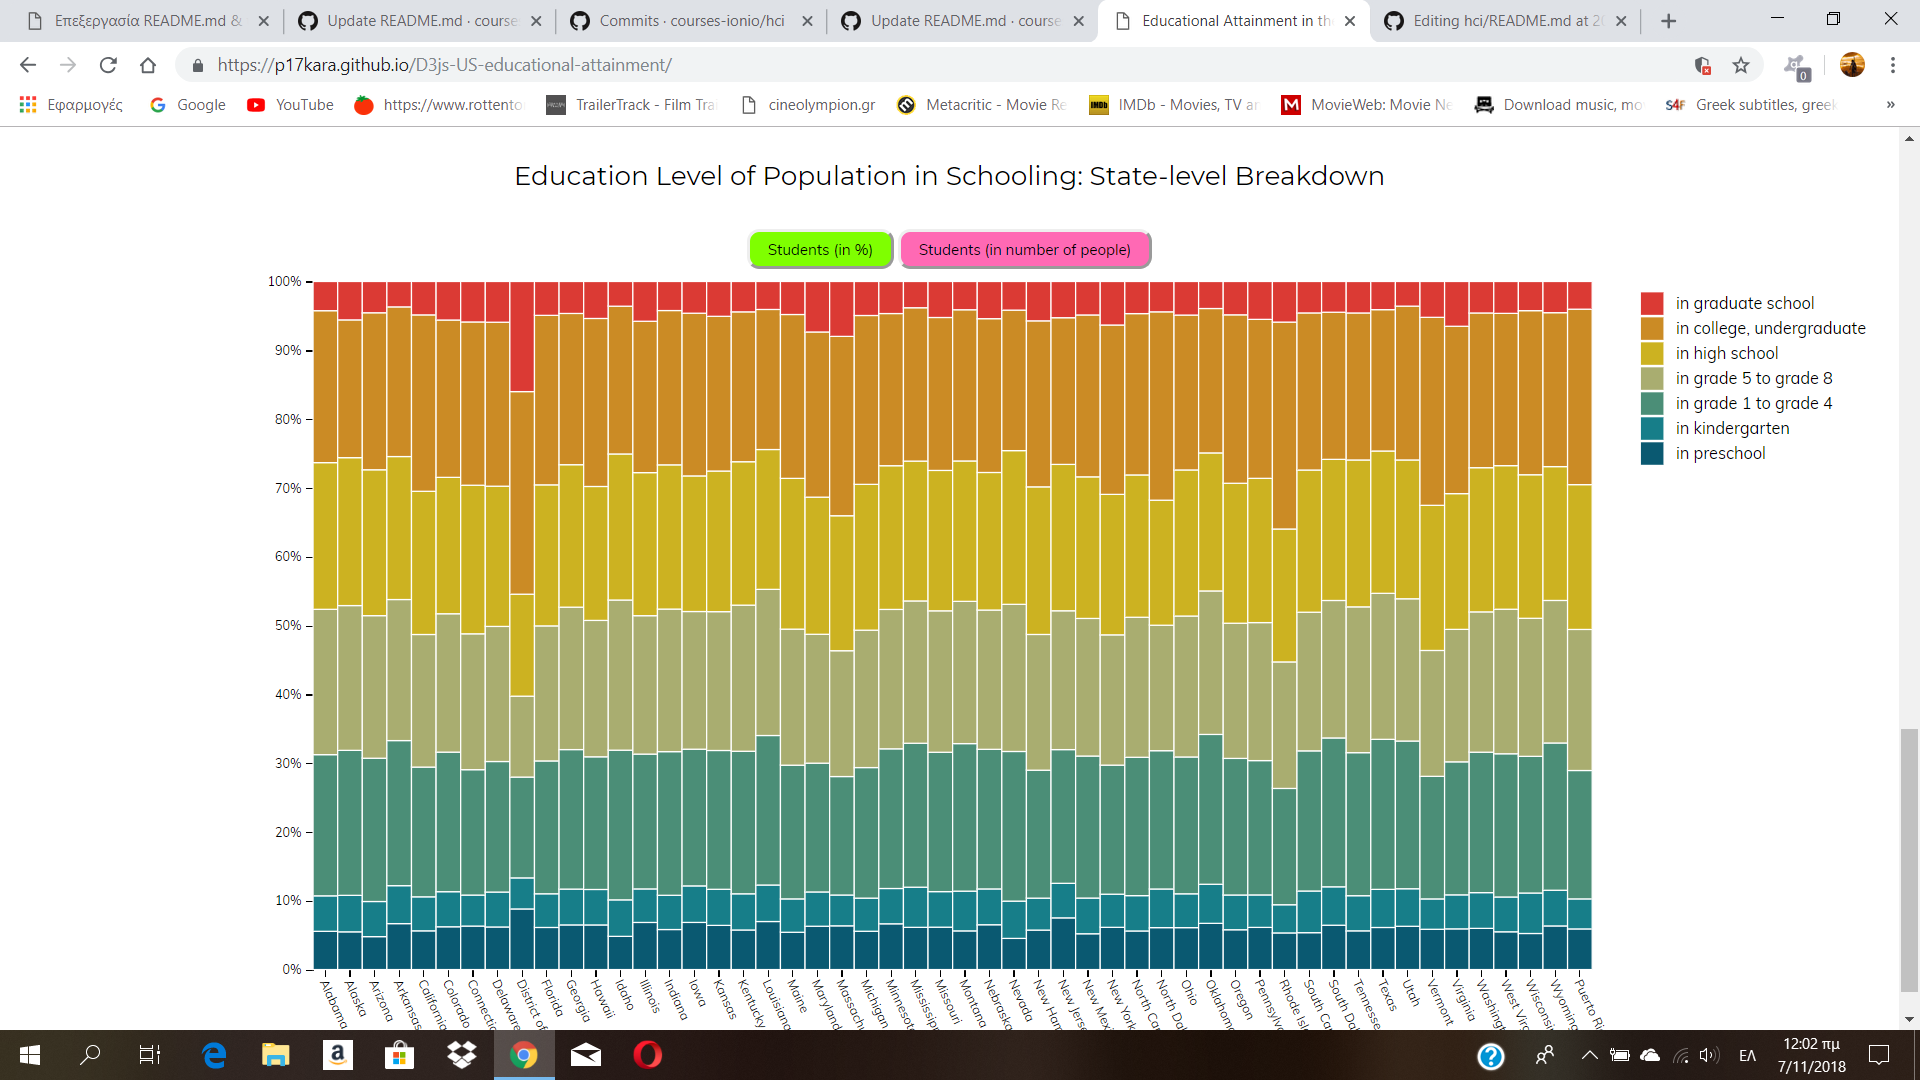 Επεξεργασία README.md &
Update README.md · course
Commits · courses-ionio/hci
Update README.md · course
Educational Attainment in th
Editing hci/README.md at 20
https://p17kara.github.io/D3js-US-educational-attainment/
0
Εφαρμογές
Google
YouTube
https://www.rottento
TrailerTrack - Film Tra
cineolympion.gr
Metacritic - Movie Re
IMDb - Movies, TV an
MovieWeb: Movie Ne
Download music, mo
Greek subtitles, greek
Education Level of Population in Schooling: State-level Breakdown
Students (in %)
Students (in number of people)
100%
90%
80%
70%
60%
50%
40%
30%
20%
10%
0%
in graduate school
in college, undergraduate
in high school
in grade 5 to grade 8
in grade 1 to grade 4
in kindergarten
in preschool
Alabama
Alaska
Arizona
Arkansas
California
Colorado
Connectic
Delaware
District of
Florida
Georgia
Hawaii
Idaho
Illinois
Indiana
Iowa
Kansas
Kentucky
Louisiana
Maine
Maryland
Massachu
Michigan
Minnesot
Mississipp
Missouri
Montana
Nebraska
Nevada
New Ham
New Jerse
New Mexi
New York
North Car
North Dak
Ohio
Oklahoma
Oregon
Pennsylva
Rhode Isl
South Car
South Dak
Tennesse
Texas
Utah
Vermont
Virginia
Washingt
West Virg
Wisconsi
Wyoming
Puerto Ri
ΕΛ
12:02 πμ
7/11/2018